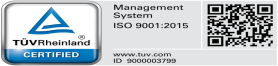 TÜVRheinland
CERTIFIED
Management
System
ISO 9001:2015
www.tuv.com
ID 9000003799